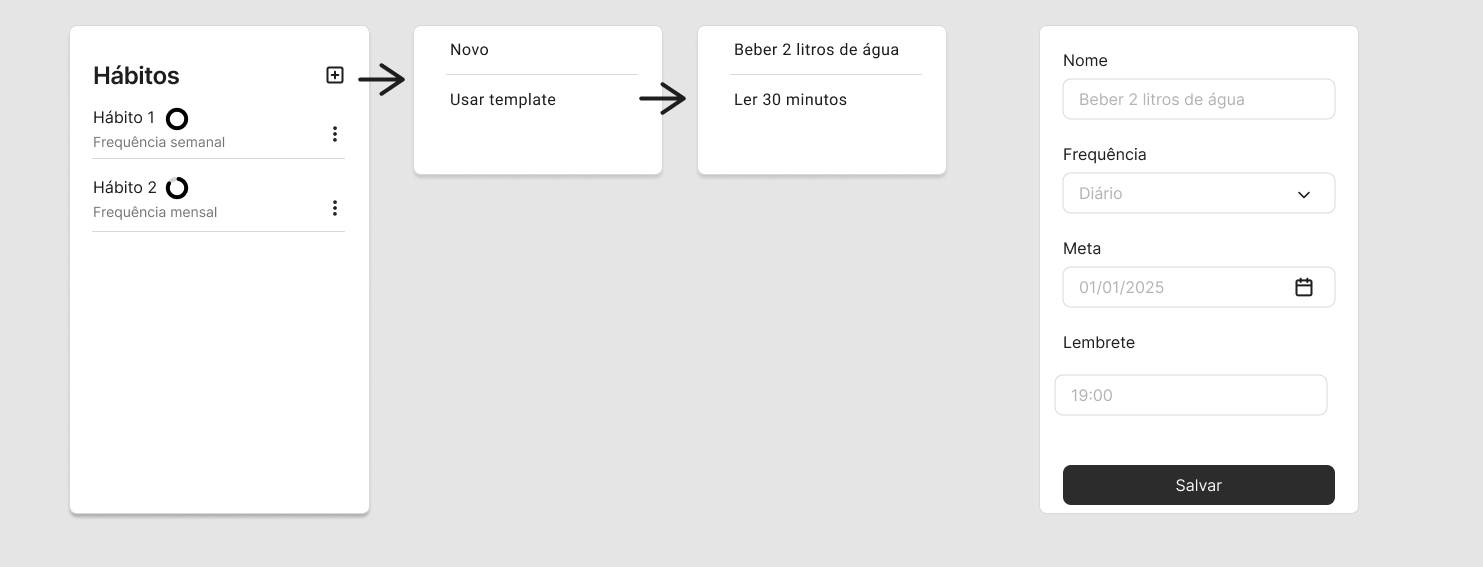 Hábitos
Hábito 1
Frequência semanal
Hábito 2
Frequência mensal
Novo
Usar template
Beber 2 litros de água
Ler 30 minutos
Nome
Beber 2 litros de água
Frequência
Diário
Meta
01/01/2025
Lembrete
19:00
Salvar